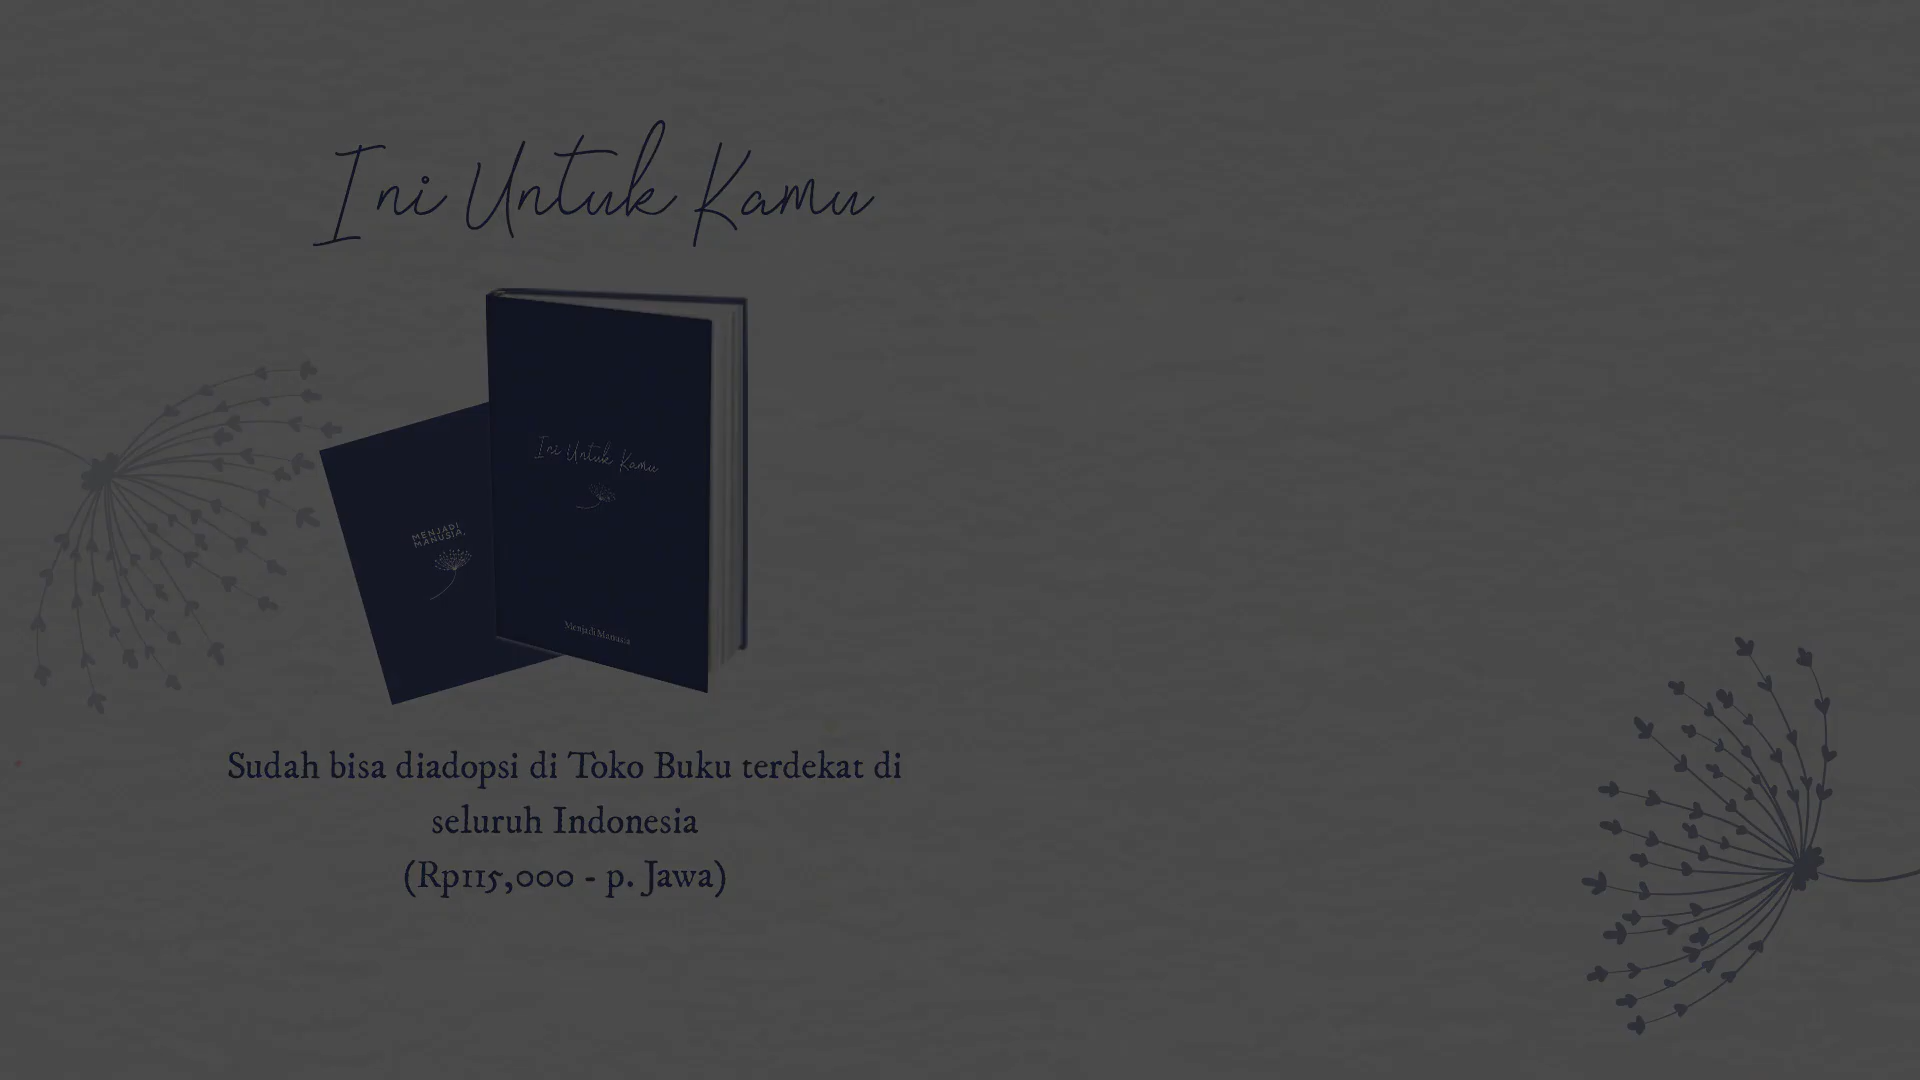 Ini Untuk Kamu
Ini Untuk Kamu
MENJADI
MANUSIA.
Menjadi Manusia
Sudah bisa diadopsi di Toko Buku terdekat di
seluruh Indonesia
(Rp115,000 - p. Jawa)